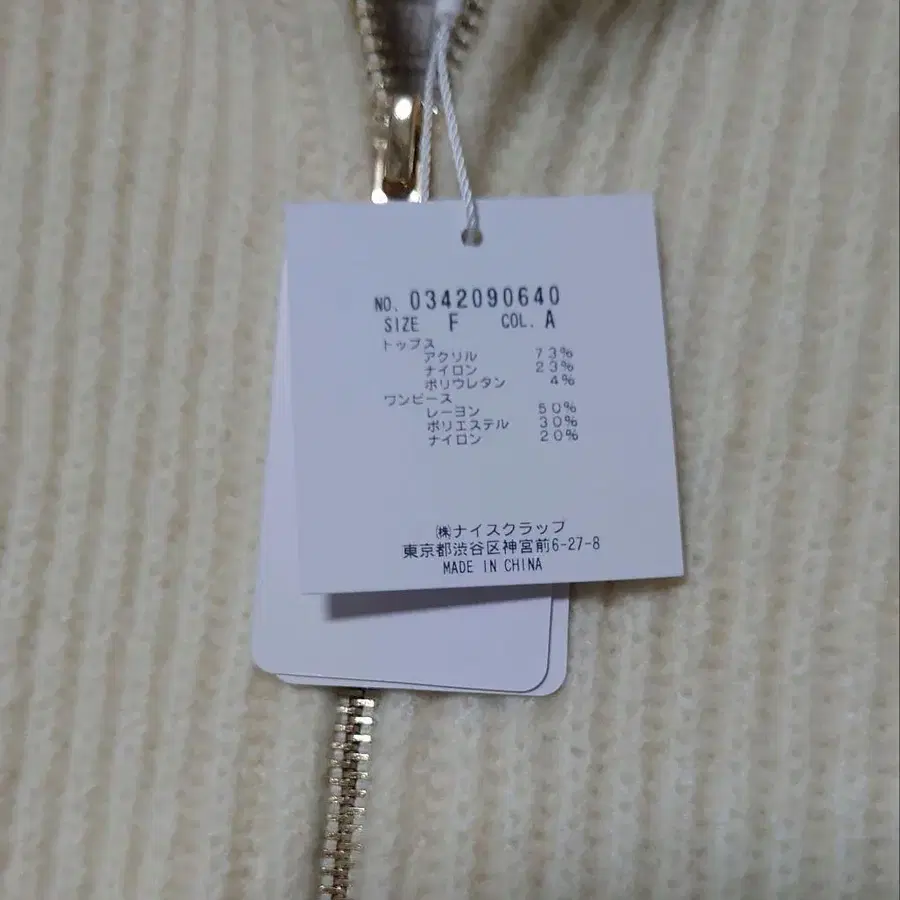 NO. 0342090640
SIZE F COL. A
トップス
アクリル 73%
ナイロン 23%
ポリウレタン 4%
ワンピース
レーヨン 50%
ポリエステル 30%
ナイロン 20%
㈱ナイスクラップ
東京都渋谷区神宮前6-27-8
MADE IN CHINA